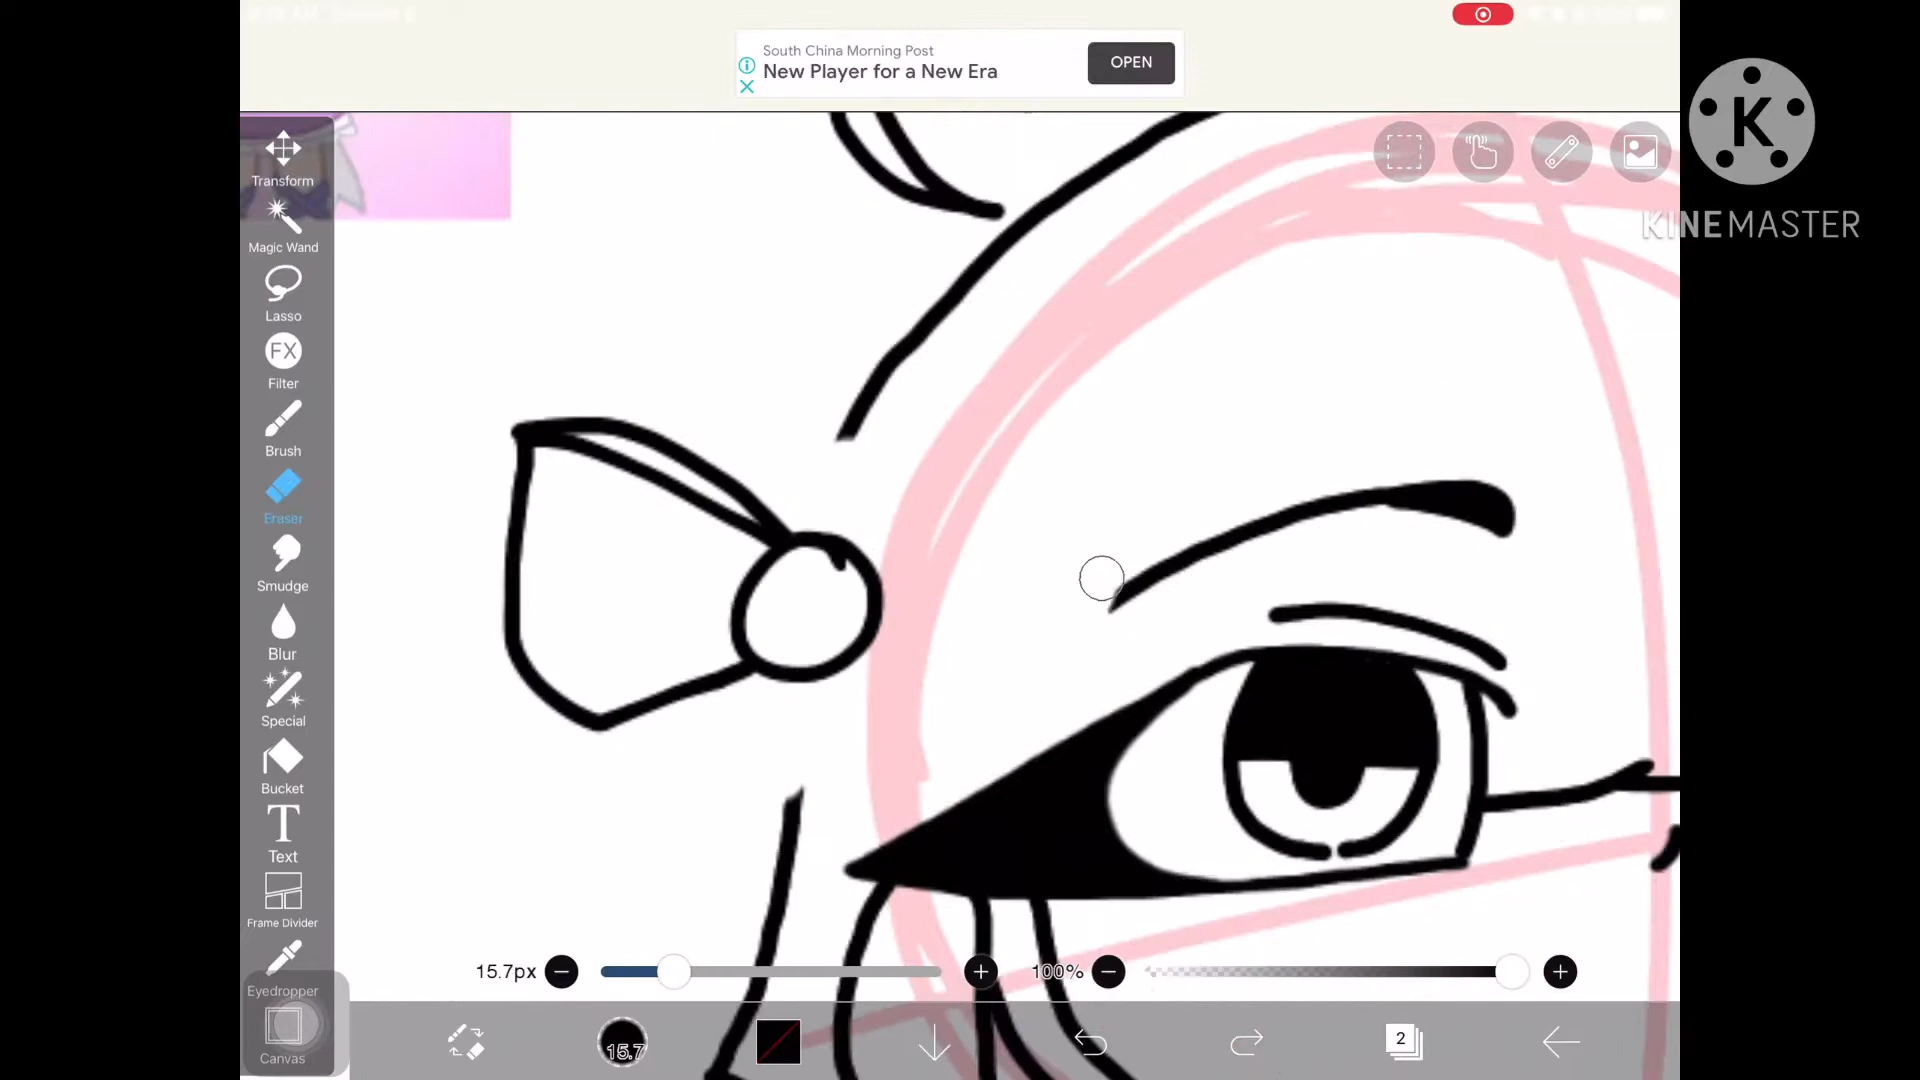 South China Morning Post
New Player for a New Era
OPEN
K
KINEMASTER
Transform
Magic Wand
Lasso
FX
Filter
Brush
Eraser
Smudge
Blur
Special
Bucket
T
Text
Frame Divider
Eyedropper
Canvas
15.7px
100%
15.7
2